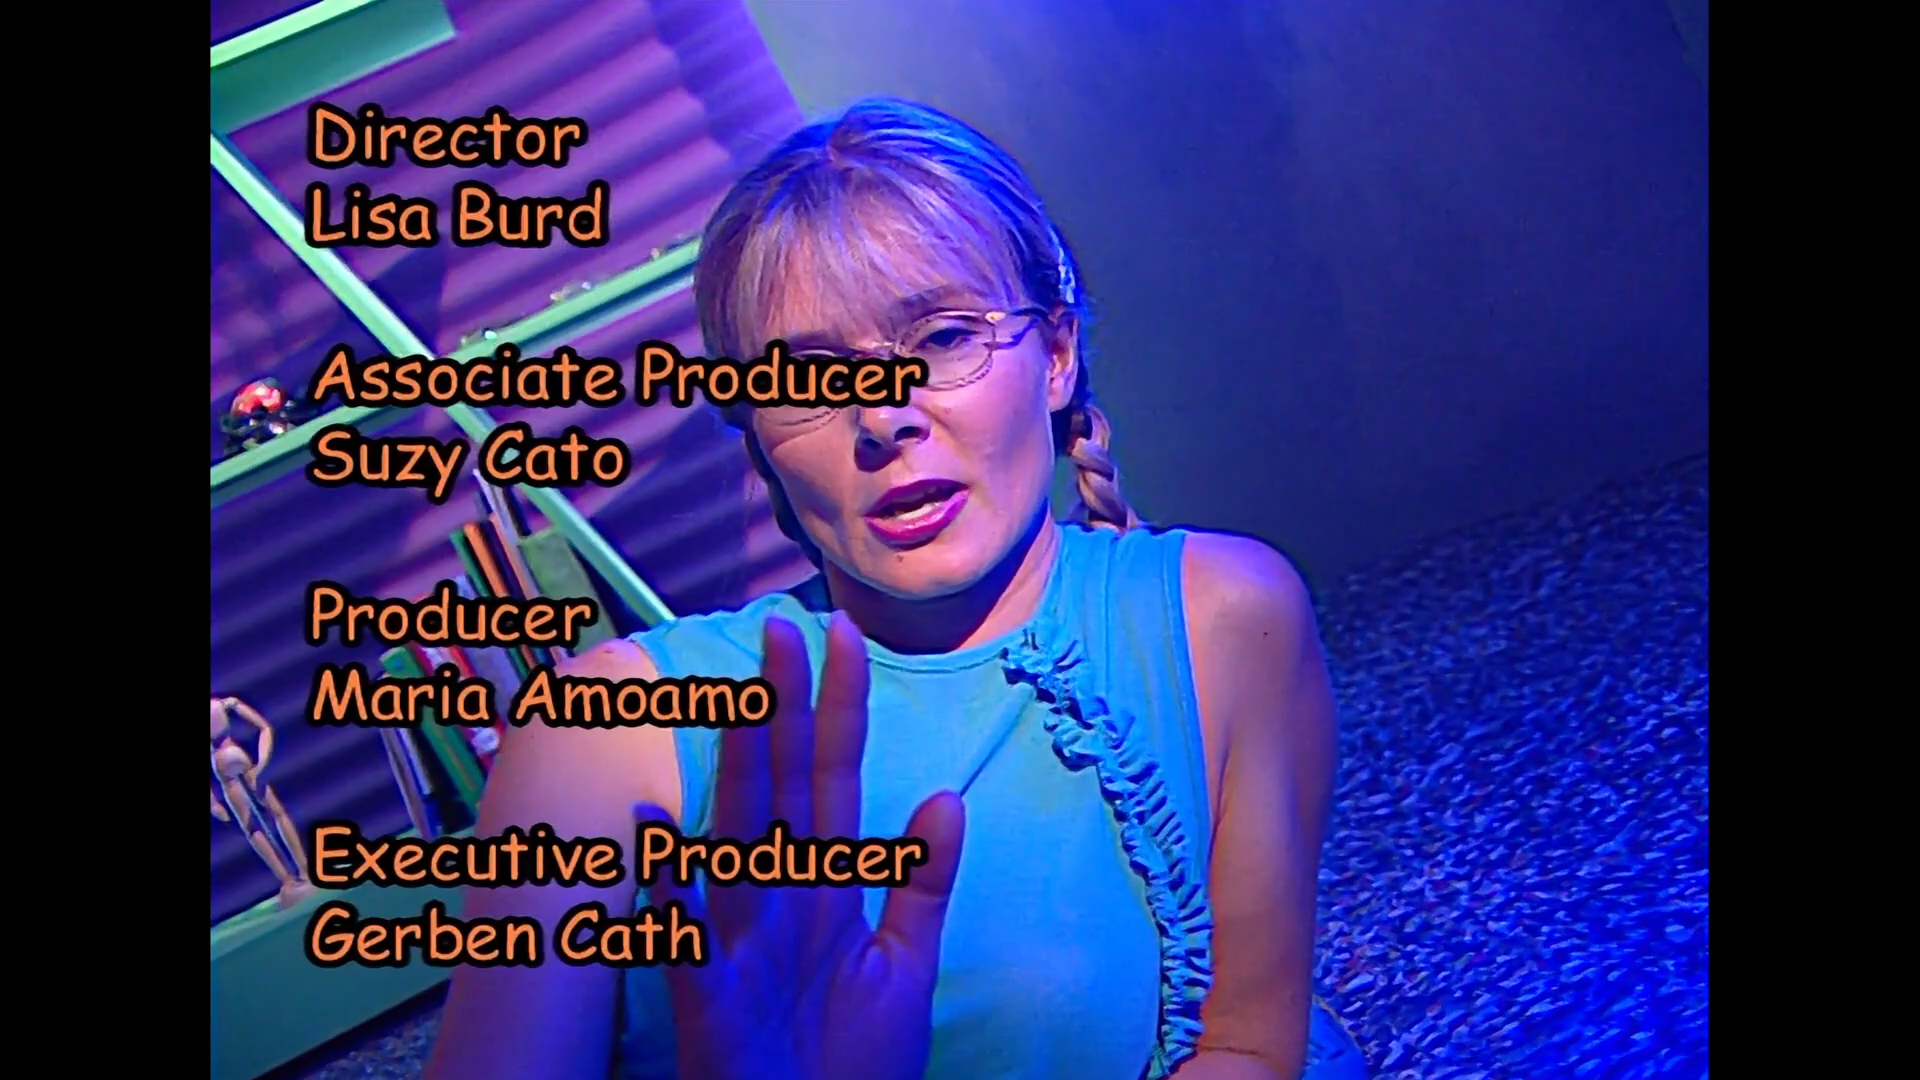 Director
Lisa Burd
Associate Producer
Suzy Cato
Producer
Maria Amoamo
Executive Producer
Gerben Cath